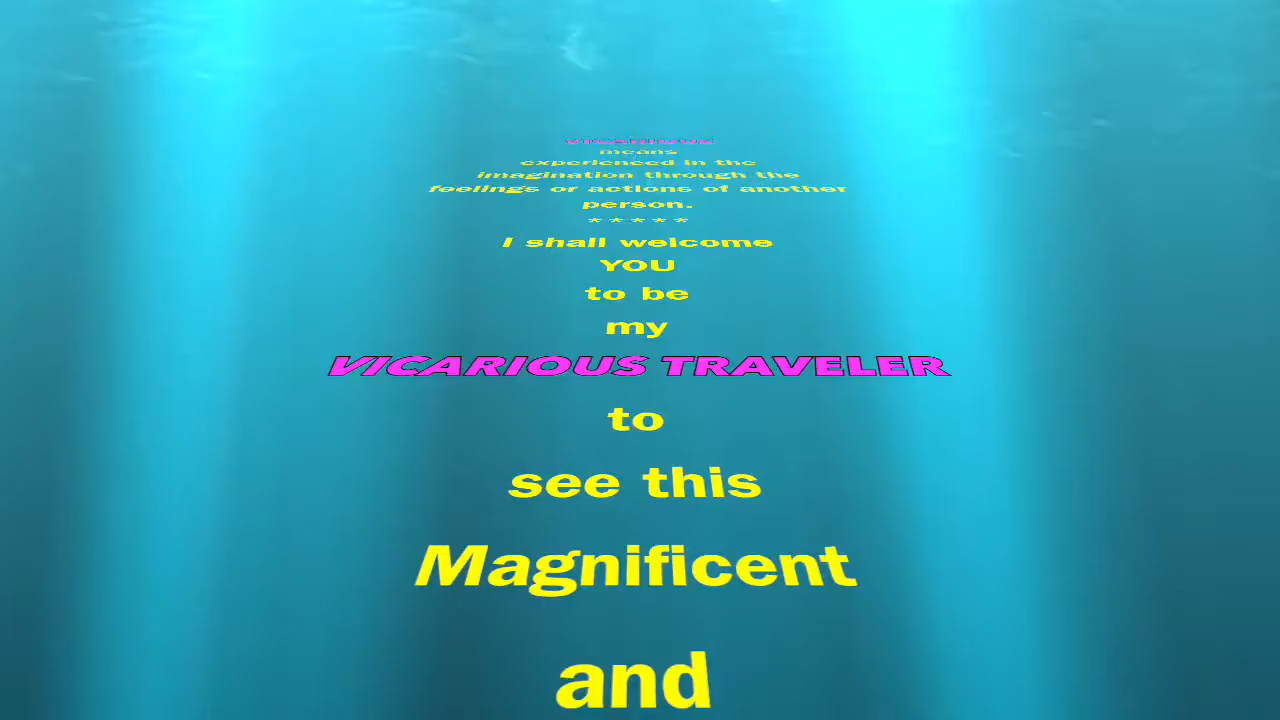 VICARIOUS
means
experienced in the
imagination through the
feelings or actions of another
person.
* * * * *
I shall welcome
YOU
to be
my
VICARIOUS TRAVELER
to
see this
Magnificent
and